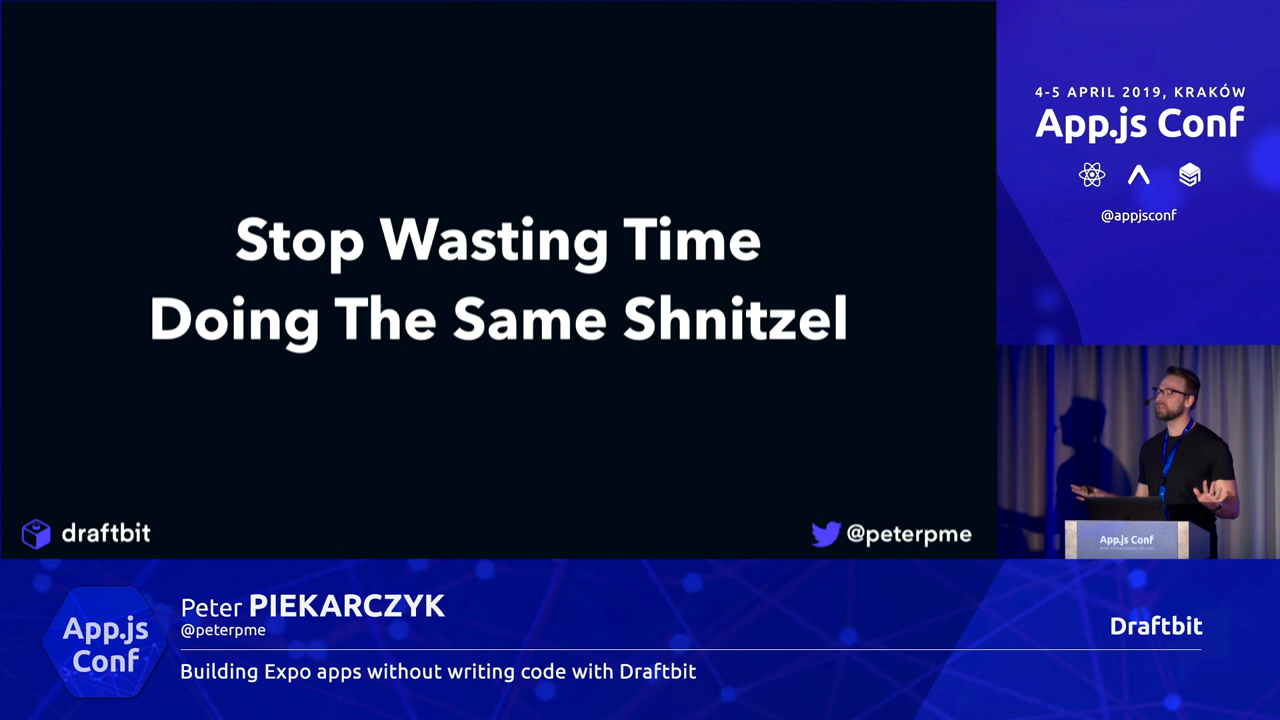 Stop Wasting Time
Doing The Same Shnitzel
draftbit
@peterpme
4-5 APRIL 2019, KRAKÓW
App.js Conf
@appjsconf
App.js Conf
App.js
Conf
Peter PIEKARCZYK
@peterpme
Building Expo apps without writing code with Draftbit
Draftbit